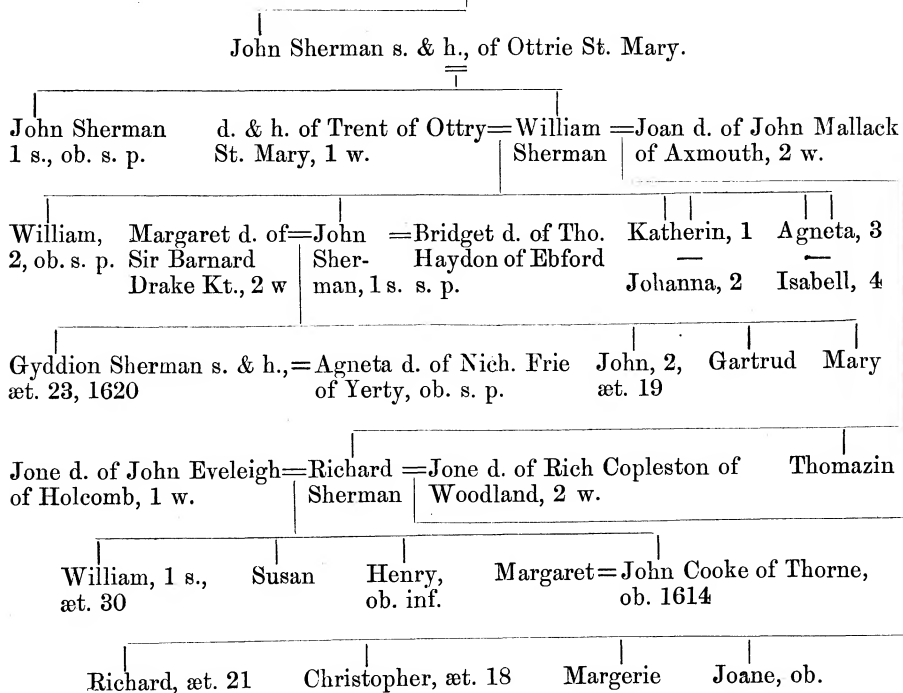 John Sherman s. & h., of Ottrie St. Mary.
John Sherman d. & h. of Trent of Ottry=William =Joan d. of John Mallack
1 s., ob. s. p. St. Mary, 1 w. Sherman of Axmouth, 2 w.
William, Margaret d. of=John =Bridget d. of Tho. Katherin, 1 Agneta, 3
2, ob. s. p. Sir Barnard Sher- Haydon of Ebford — —
Drake Kt., 2 w man, 1 s. s. p. Johanna, 2 Isabell, 4
Gyddion Sherman s. & h.,=Agneta d. of Nich. Frie John, 2, Gartrud Mary
æt. 23, 1620 of Yerty, ob. s. p. æt. 19
Jone d. of John Eveleigh=Richard =Jone d. of Rich Copleston of Thomazin
of Holcomb, 1 w. Sherman Woodland, 2 w.
William, 1 s., Susan Henry, Margaret=John Cooke of Thorne,
æt. 30 ob. inf. ob. 1614
Richard, æt. 21 Christopher, æt. 18 Margerie Joane, ob.